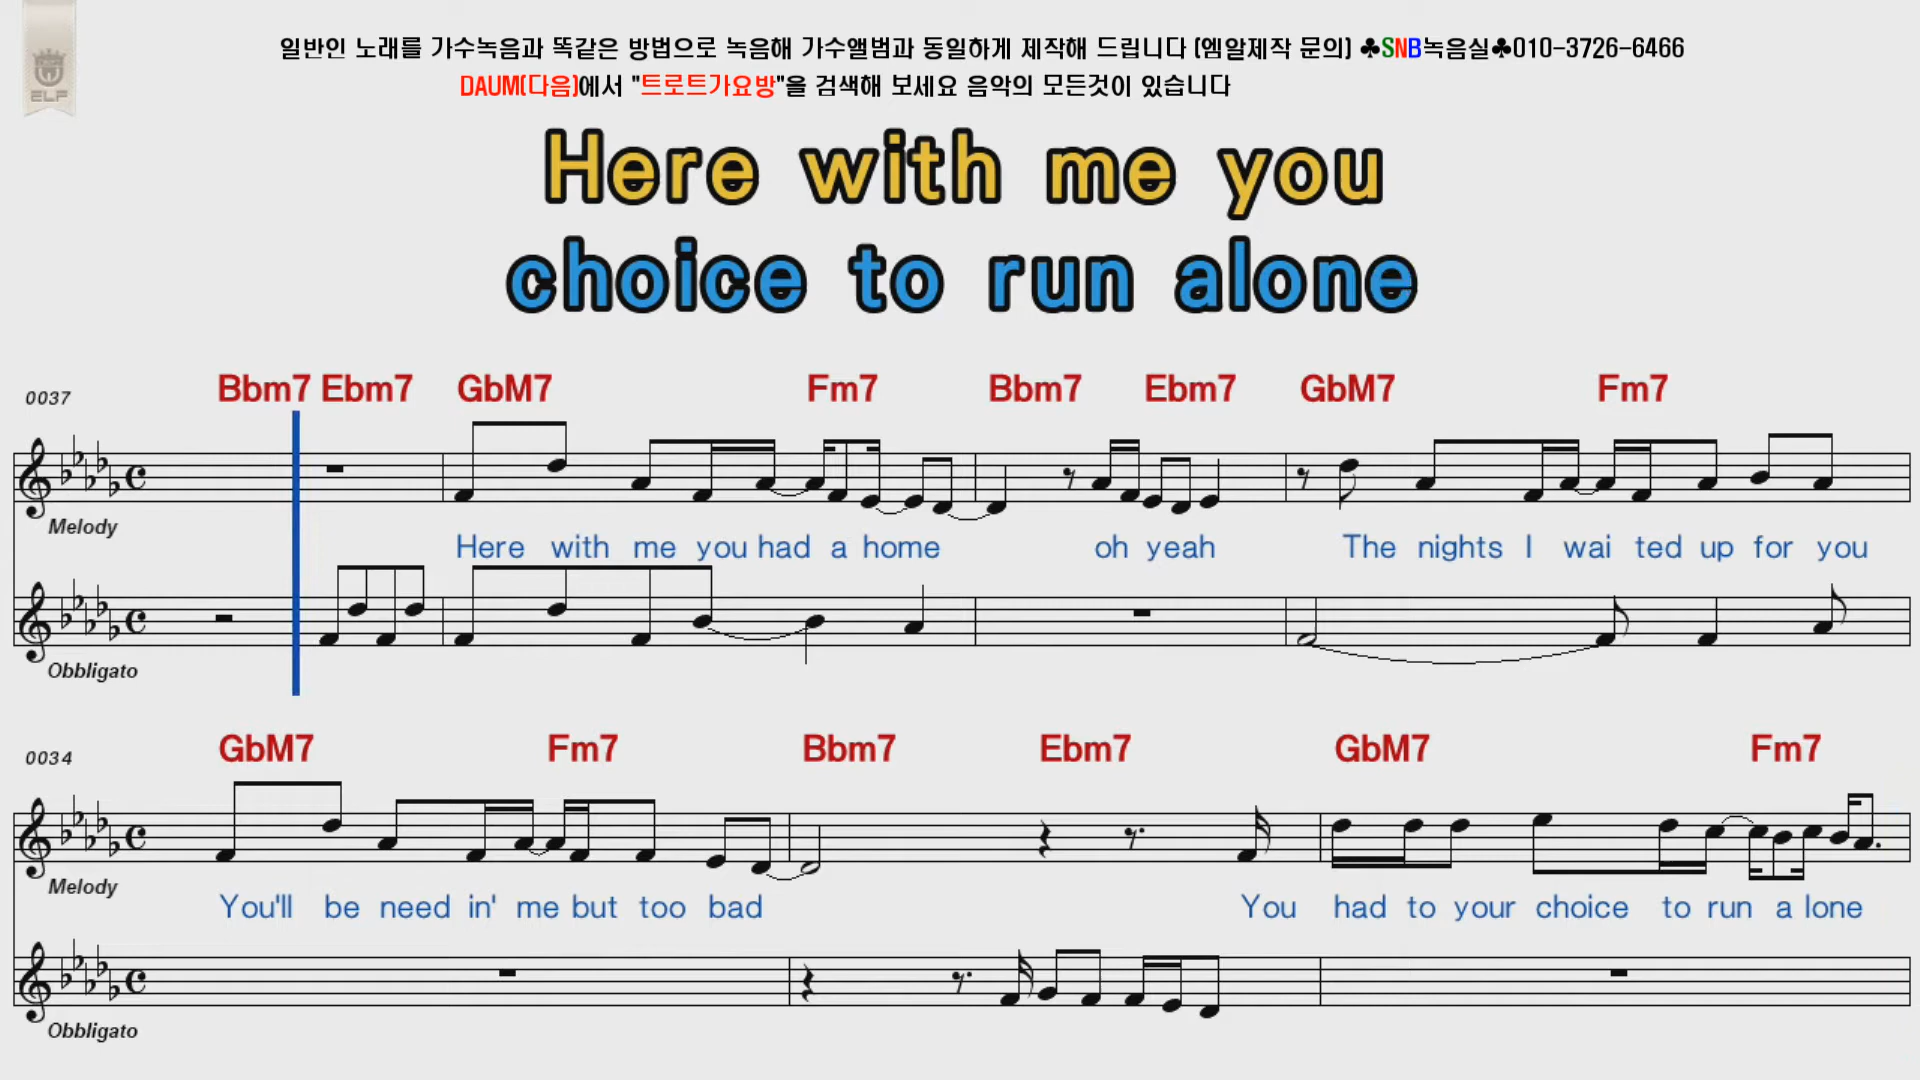 ELF
일반인 노래를 가수녹음과 똑같은 방법으로 녹음해 가수앨범과 동일하게 제작해 드립니다 (엠알제작 문의) ♣SNB녹음실♣010-3726-6466
DAUM(다음)에서 "트로트가요방"을 검색해 보세요 음악의 모든것이 있습니다
Here with me you
choice to run alone
0037 Bbm7 Ebm7 GbM7 Fm7 Bbm7 Ebm7 GbM7 Fm7
Melody
Here with me you had a home oh yeah The nights I wai ted up for you
Obbligato
0034 GbM7 Fm7 Bbm7 Ebm7 GbM7 Fm7
Melody
You'll be need in' me but too bad You had to your choice to run a lone
Obbligato